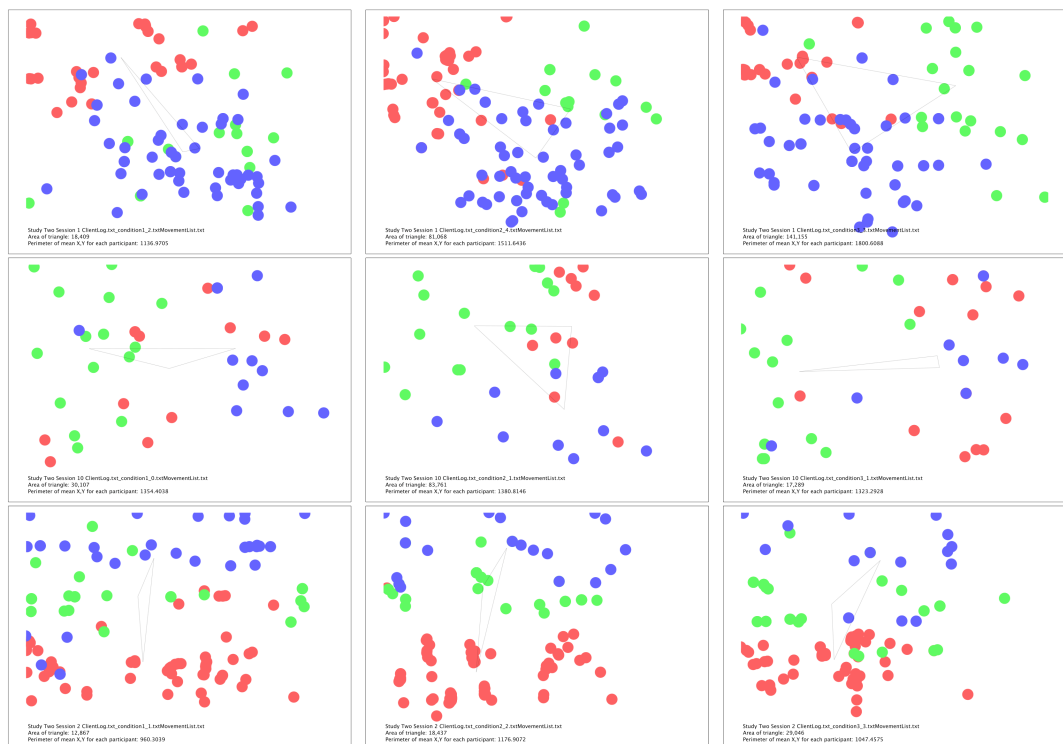 Study Two Session 1 ClientLog.txt_condition1_2.txtMovementList.txt
Area of triangle: 18,409
Perimeter of mean X,Y for each participant: 1136.9705
Study Two Session 1 ClientLog.txt_condition2_4.txtMovementList.txt
Area of triangle: 81,068
Perimeter of mean X,Y for each participant: 1511.6436
Study Two Session 1 ClientLog.txt_condition3_ .txtMovementList.txt
Area of triangle: 141,155
Perimeter of mean X,Y for each participant: 1800.6088
Study Two Session 10 ClientLog.txt_condition1_0.txtMovementList.txt
Area of triangle: 30,107
Perimeter of mean X,Y for each participant: 1354.4038
Study Two Session 10 ClientLog.txt_condition2_3.txtMovementList.txt
Area of triangle: 83,761
Perimeter of mean X,Y for each participant: 1380.8146
Study Two Session 10 ClientLog.txt_condition3_1.txtMovementList.txt
Area of triangle: 17,289
Perimeter of mean X,Y for each participant: 1323.2928
Study Two Session 2 ClientLog.txt_condition1_1.txtMovementList.txt
Area of triangle: 12,867
Perimeter of mean X,Y for each participant: 960.3039
Study Two Session 2 ClientLog.txt_condition2_2.txtMovementList.txt
Area of triangle: 18,437
Perimeter of mean X,Y for each participant: 1176.9072
Study Two Session 2 ClientLog.txt_condition3_3.txtMovementList.txt
Area of triangle: 29,046
Perimeter of mean X,Y for each participant: 1047.4575